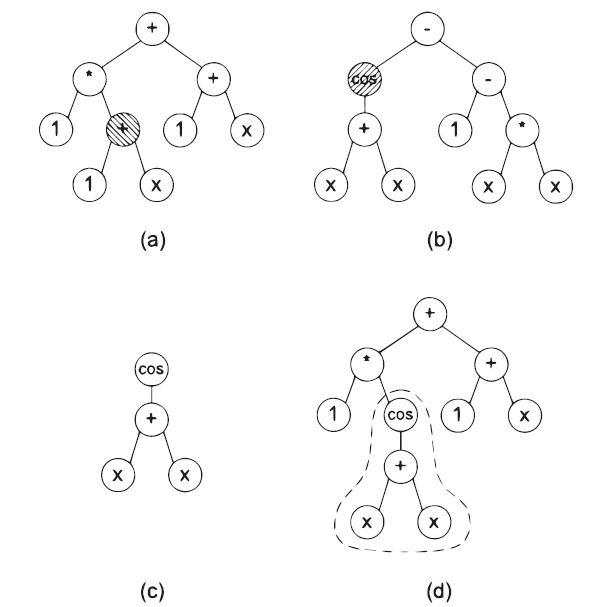 + -
* + cos -
1 + 1 x + 1 *
1 x x x x x
(a) (b)
+
cos * +
+ 1 cos 1 x
x x +
x x
(c) (d)